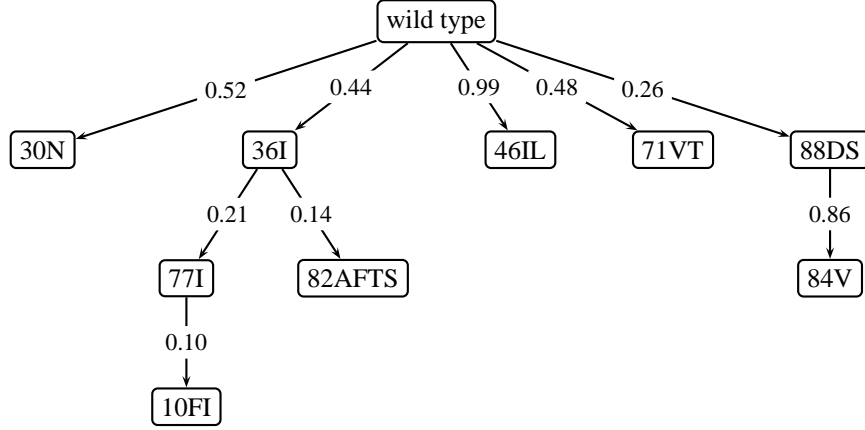 wild type
0.52 0.44 0.99 0.48 0.26
30N 36I 46IL 71VT 88DS
0.21 0.14 0.86
77I 82AFTS 84V
0.10
10FI